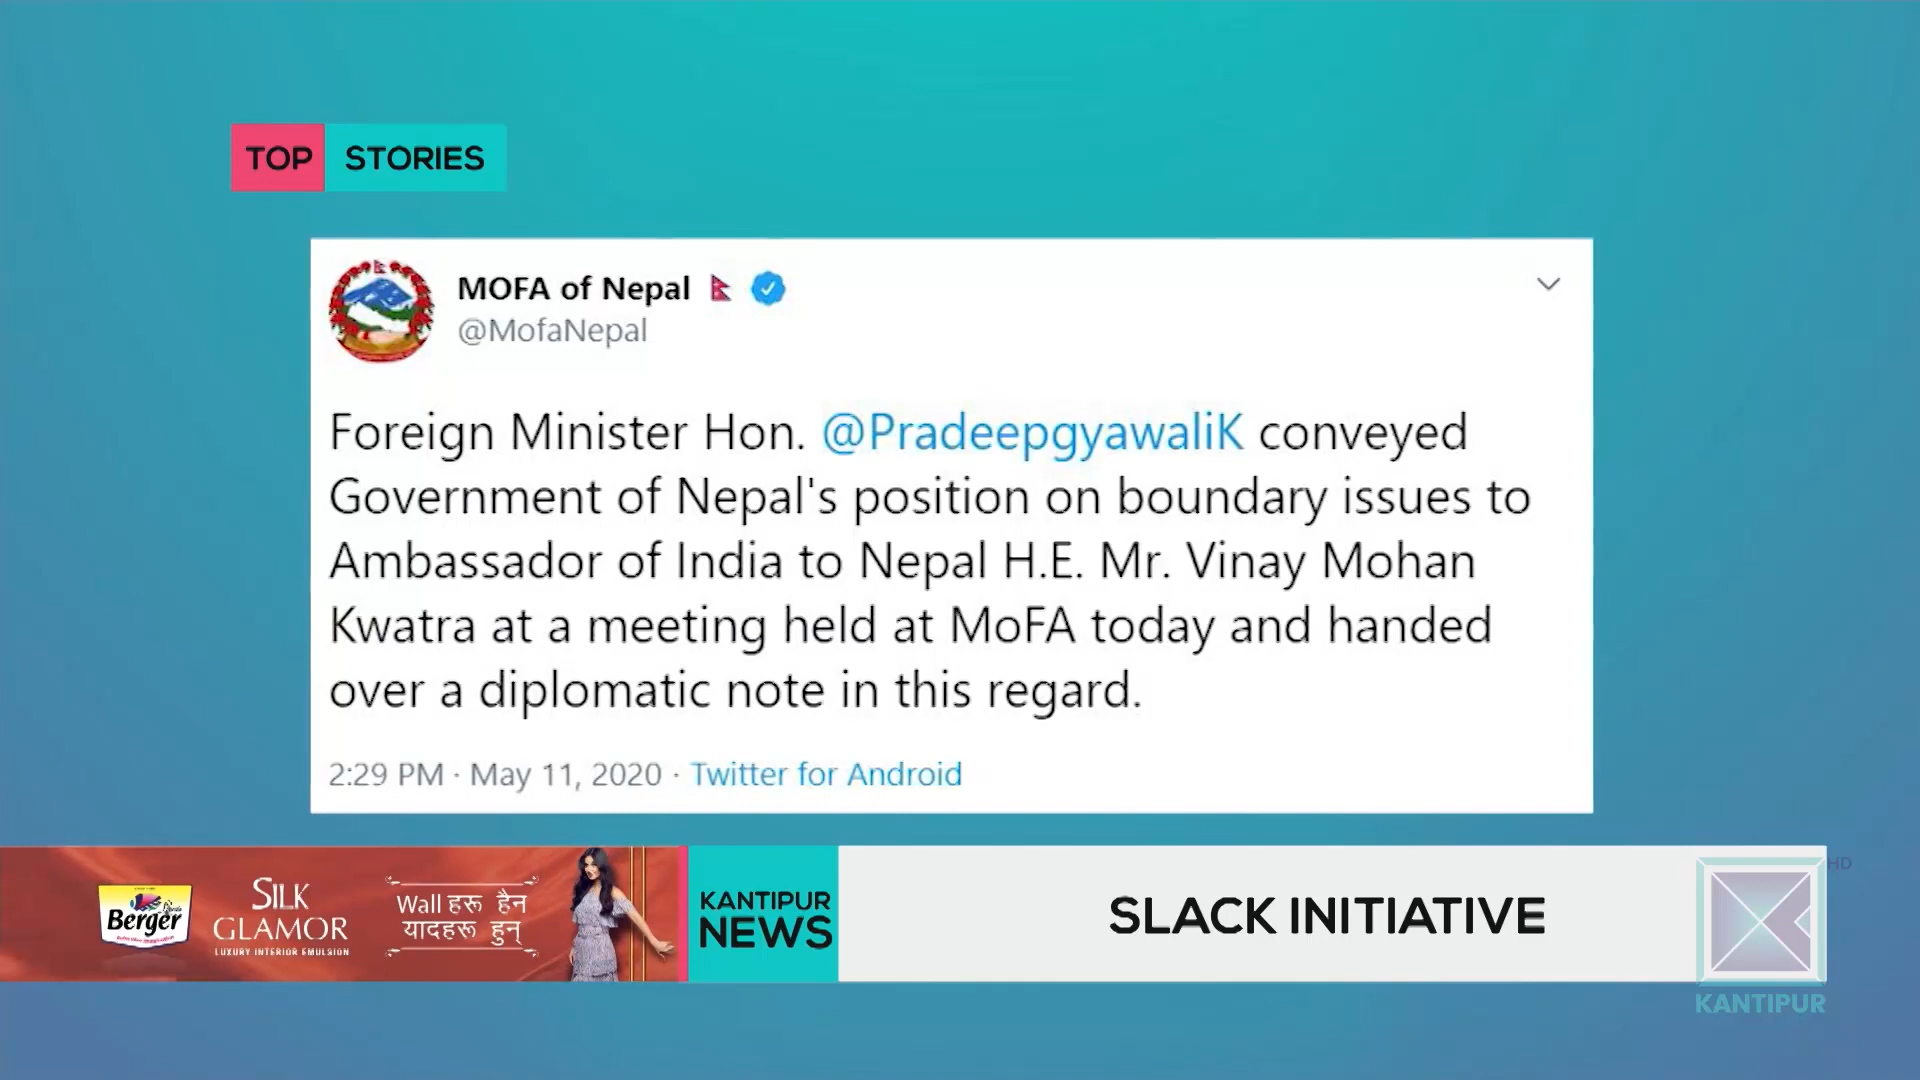 TOP STORIES
MOFA of Nepal
@MofaNepal
Foreign Minister Hon. @PradeepgyawaliK conveyed
Government of Nepal's position on boundary issues to
Ambassador of India to Nepal H.E. Mr. Vinay Mohan
Kwatra at a meeting held at MoFA today and handed
over a diplomatic note in this regard.
2:29 PM · May 11, 2020 · Twitter for Android
Berger
SILK
GLAMOR
LUXURY INTERIOR EMULSION
Wall हरू हैन
यादहरू हुन्
KANTIPUR
NEWS
SLACK INITIATIVE
HD
KANTIPUR